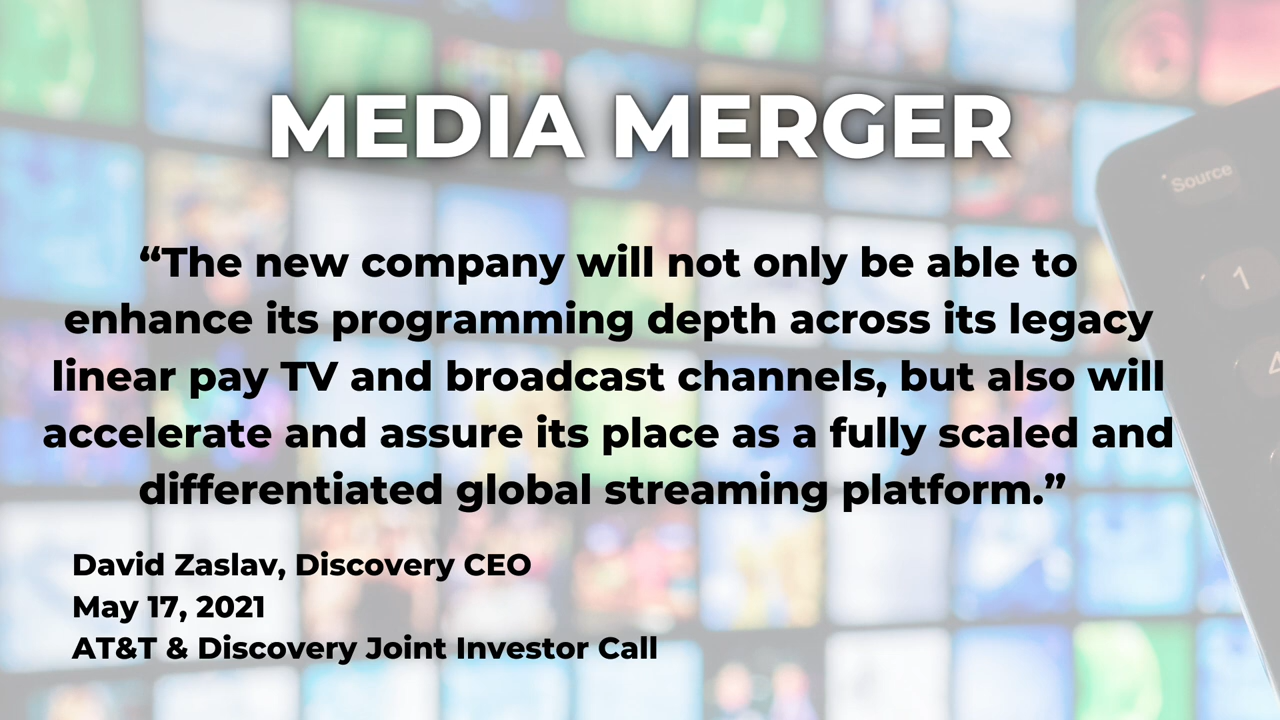 MEDIA MERGER
Source
“The new company will not only be able to
1
enhance its programming depth across its legacy
4
linear pay TV and broadcast channels, but also will
accelerate and assure its place as a fully scaled and
differentiated global streaming platform.”
David Zaslav, Discovery CEO
May 17, 2021
AT&T & Discovery Joint Investor Call